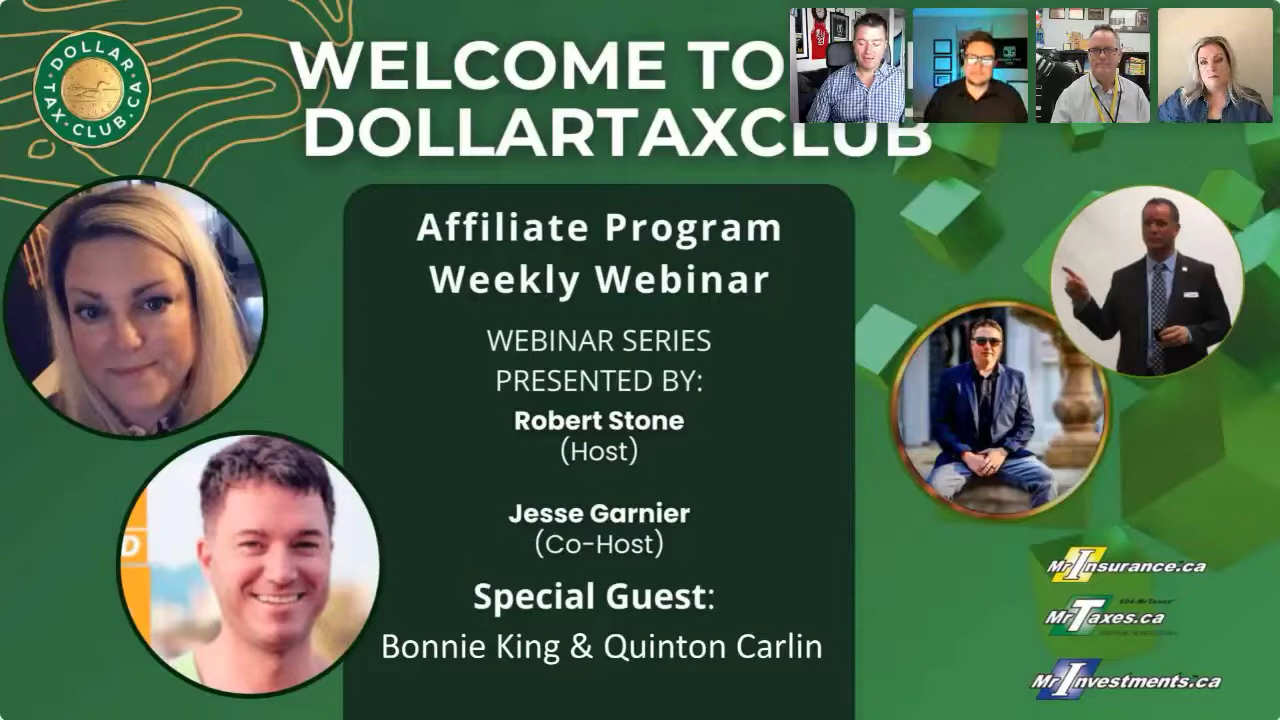 DOLLAR
TAX·CLUB.CA
WELCOME TO
DOLLARTAXCLUB
Affiliate Program
Weekly Webinar
WEBINAR SERIES
PRESENTED BY:
Robert Stone
(Host)
Jesse Garnier
(Co-Host)
Special Guest:
Bonnie King & Quinton Carlin
D
MrInsurance.ca
MrTaxes.ca
MrInvestments.ca